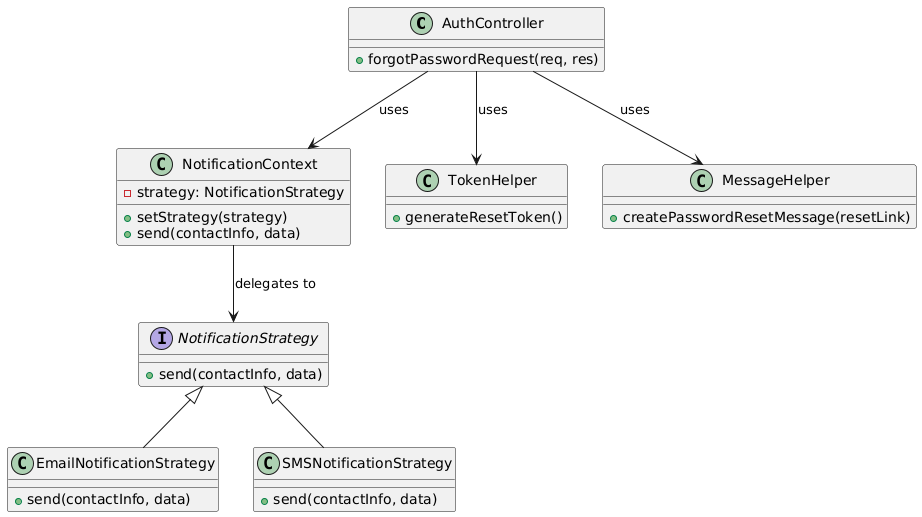 C AuthController
forgotPasswordRequest(req, res)
uses
uses
uses
C NotificationContext
strategy: NotificationStrategy
setStrategy(strategy)
send(contactInfo, data)
C TokenHelper
generateResetToken()
C MessageHelper
createPasswordResetMessage(resetLink)
delegates to
I NotificationStrategy
send(contactInfo, data)
C EmailNotificationStrategy
send(contactInfo, data)
C SMSNotificationStrategy
send(contactInfo, data)